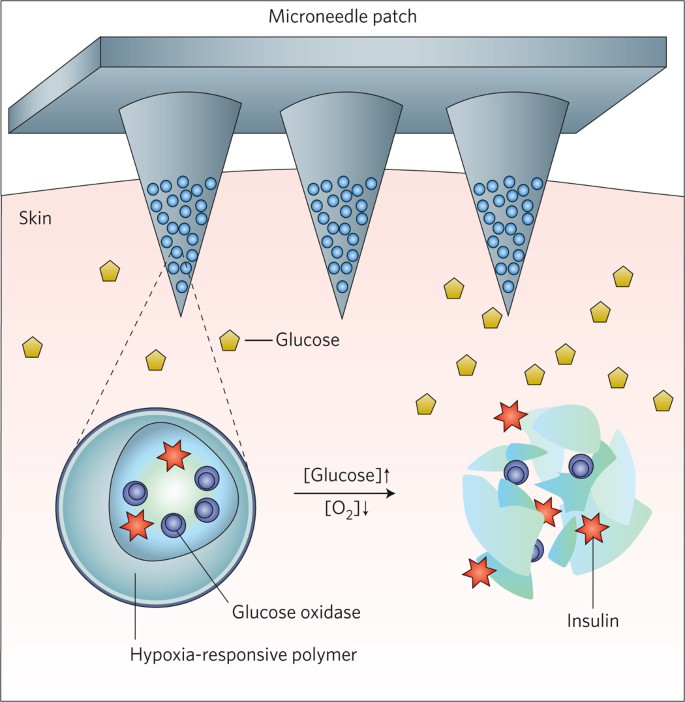 Microneedle patch
Skin
Glucose
[Glucose]↑
[O₂]↓
Glucose oxidase
Insulin
Hypoxia-responsive polymer